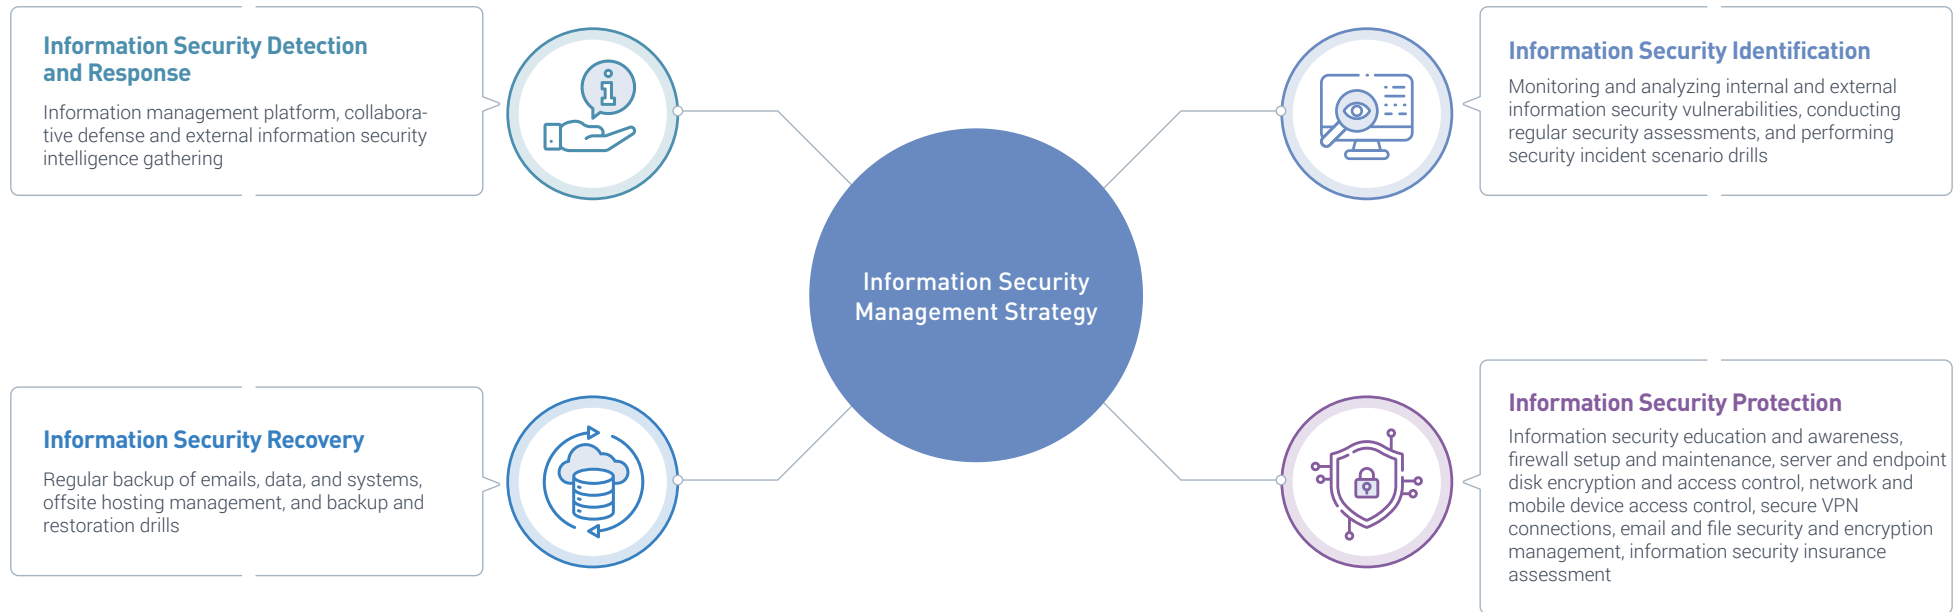 Information Security Detection
and Response
Information management platform, collabora-
tive defense and external information security
intelligence gathering
Information Security Identification
Monitoring and analyzing internal and external
information security vulnerabilities, conducting
regular security assessments, and performing
security incident scenario drills
Information Security
Management Strategy
Information Security Recovery
Regular backup of emails, data, and systems,
offsite hosting management, and backup and
restoration drills
Information Security Protection
Information security education and awareness,
firewall setup and maintenance, server and endpoint
disk encryption and access control, network and
mobile device access control, secure VPN
connections, email and file security and encryption
management, information security insurance
assessment